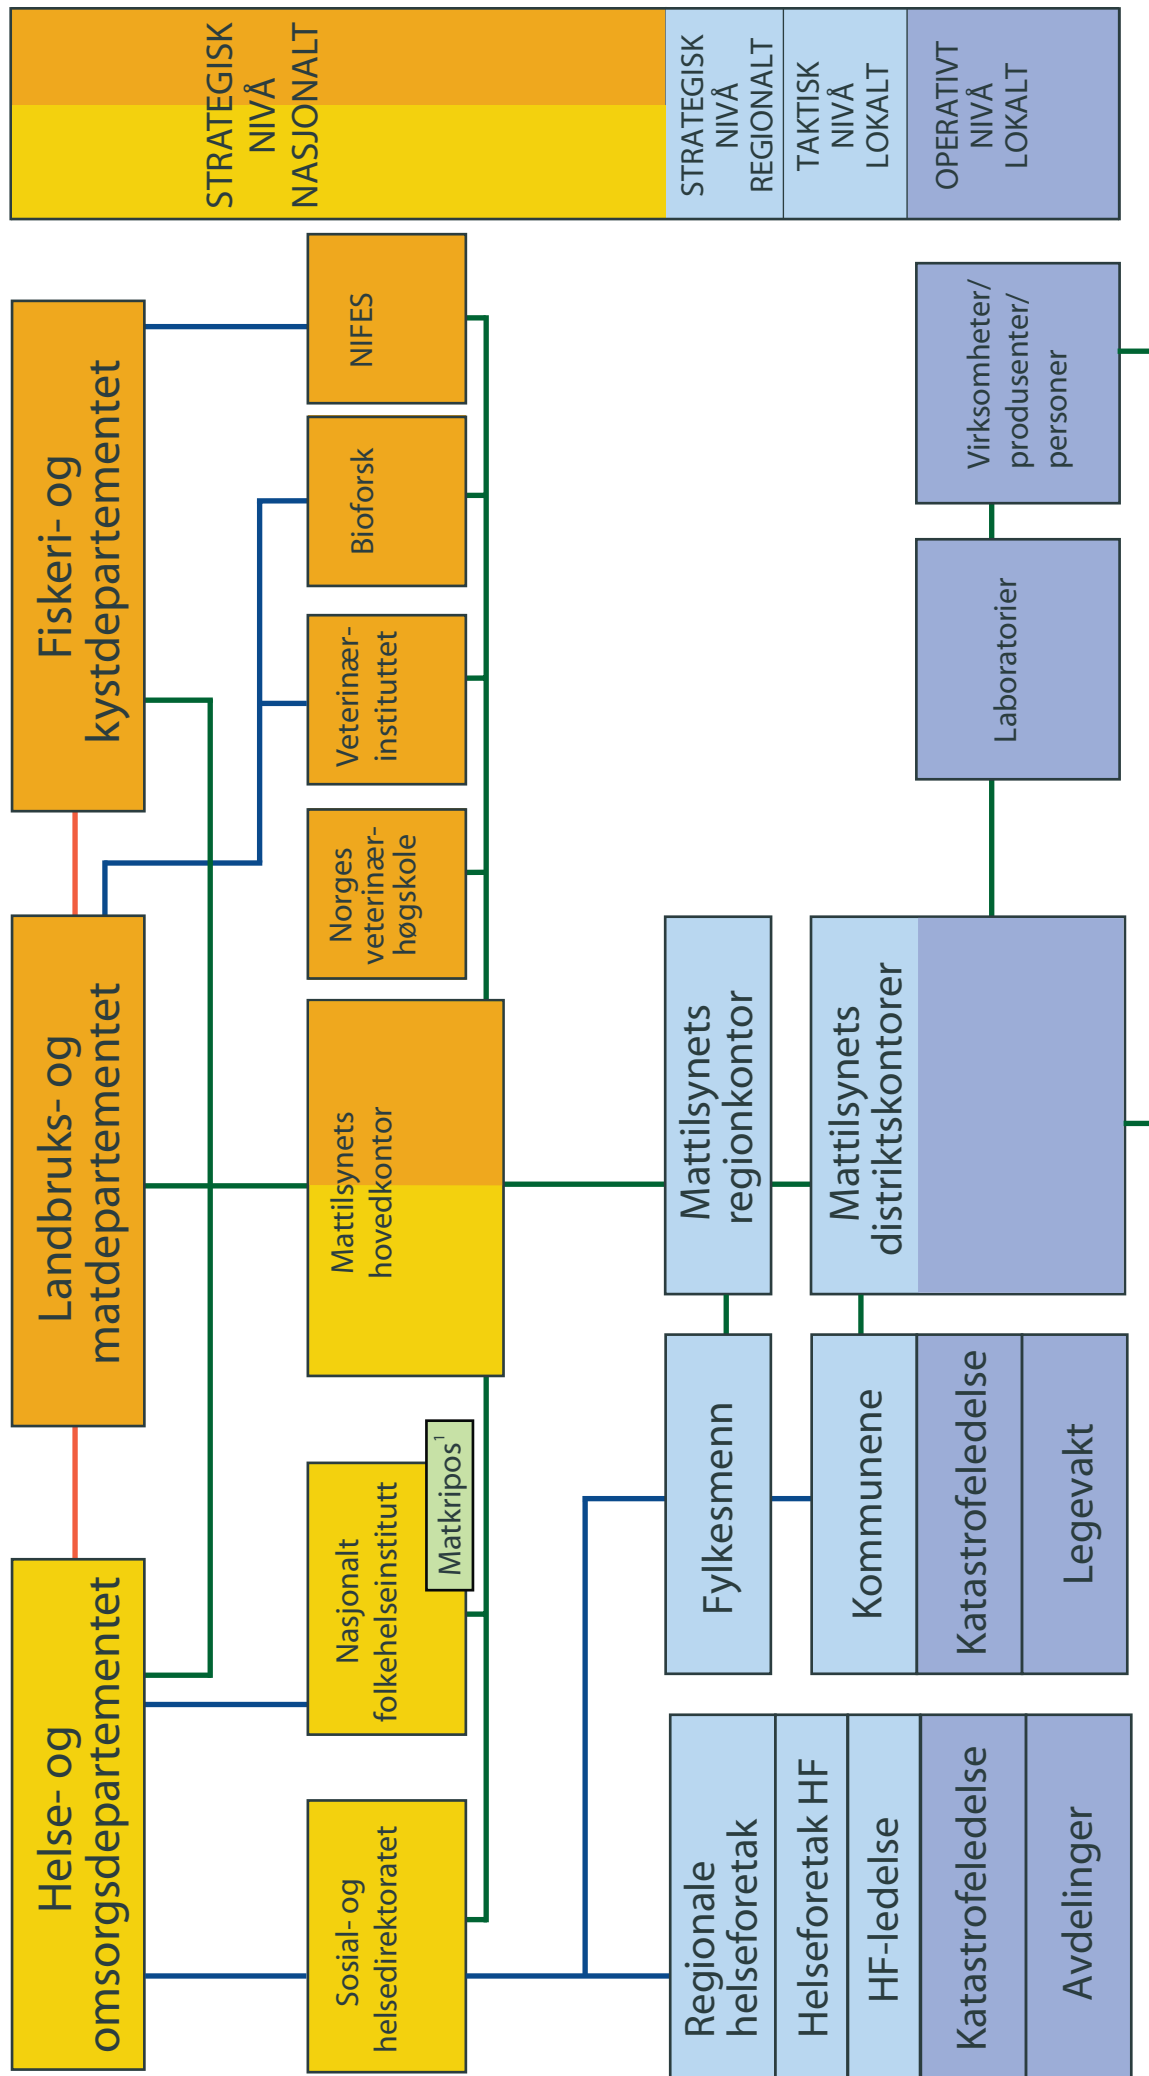 Helse- og
omsorgsdepartementet
Landbruks- og
matdepartementet
Fiskeri- og
kystdepartementet
STRATEGISK
NIVÅ
NASJONALT
Sosial- og
helsedirektoratet
Nasjonalt
folkehelseinstitutt
Matkripos¹
Mattilsynets
hovedkontor
Norges
veterinær-
høgskole
Veterinær-
instituttet
Bioforsk
NIFES
Regionale
helseforetak
Fylkesmenn
Mattilsynets
regionkontor
STRATEGISK
NIVÅ
REGIONALT
Helseforetak HF
HF-ledelse
Kommunene
Mattilsynets
distriktskontorer
TAKTISK
NIVÅ
LOKALT
Katastrofeledelse
Avdelinger
Katastrofeledelse
Legevakt
Laboratorier
Virksomheter/
produsenter/
personer
OPERATIVT
NIVÅ
LOKALT